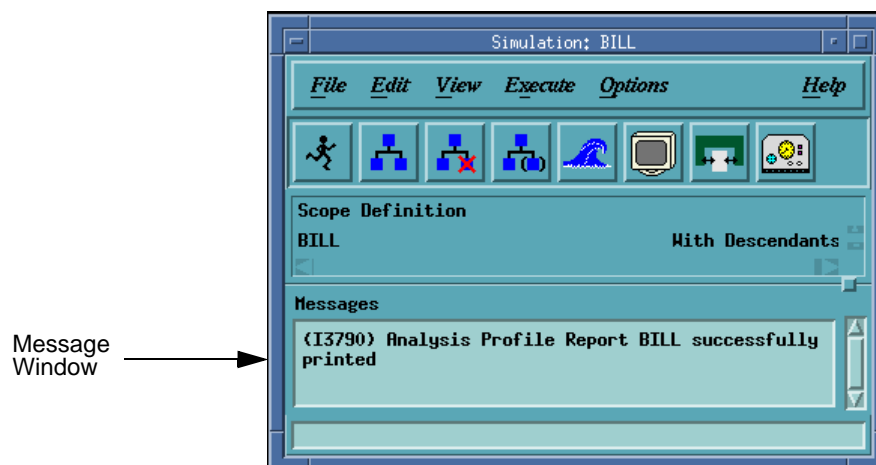 Simulation: BILL
File Edit View Execute Options Help
Scope Definition
BILL With Descendants
Messages
(I3790) Analysis Profile Report BILL successfully
printed
Message
Window